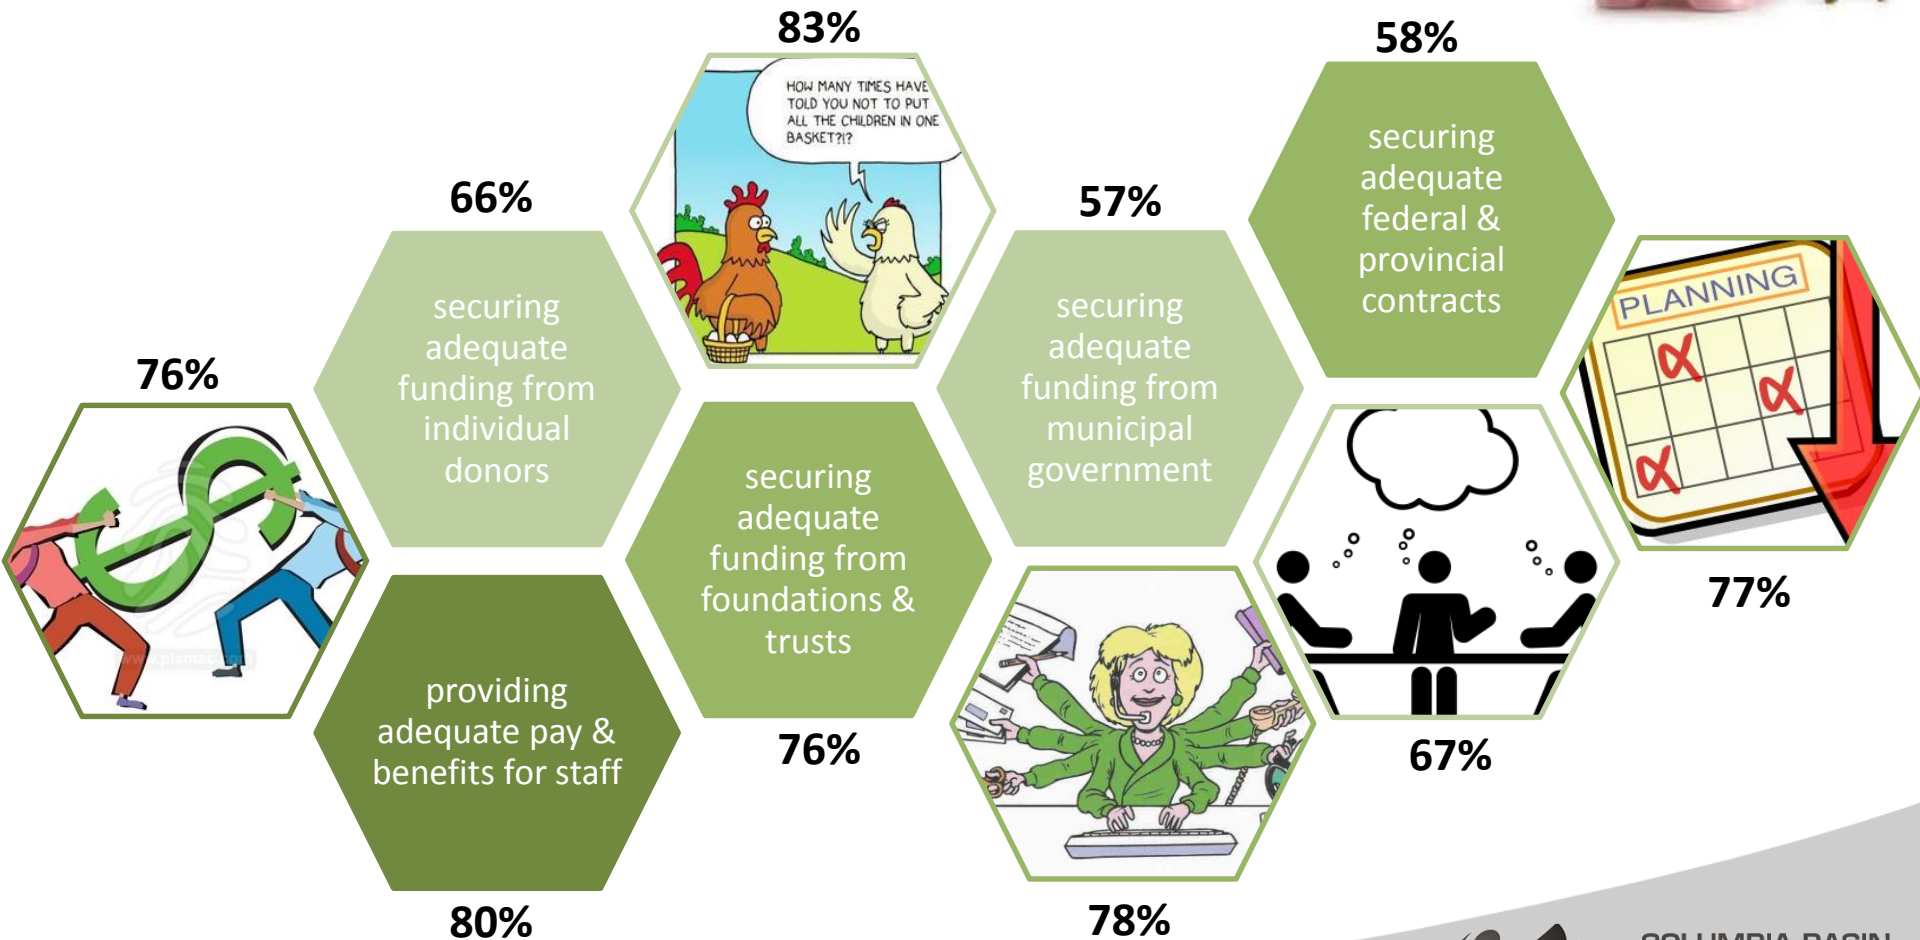 83%
58%
HOW MANY TIMES HAVE
TOLD YOU NOT TO PUT
ALL THE CHILDREN IN ONE
BASKET?!?
66%
57%
securing
adequate
federal &
provincial
contracts
securing
adequate
funding from
individual
donors
securing
adequate
funding from
municipal
government
PLANNING
76%
securing
adequate
funding from
foundations &
trusts
77%
providing
adequate pay &
benefits for staff
76%
67%
80%
78%